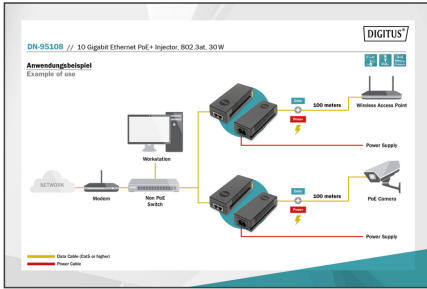 DIGITUS®
DN-95108 // 10 Gigabit Ethernet PoE+ Injector, 802.3at, 30 W
Anwendungsbeispiel
Example of use
Data
100 meters
Power
Wireless Access Point
Power Supply
Workstation
NETWORK
Modem
Non PoE
Switch
Data
100 meters
Power
PoE Camera
Power Supply
Data Cable (Cat5 or higher)
Power Cable